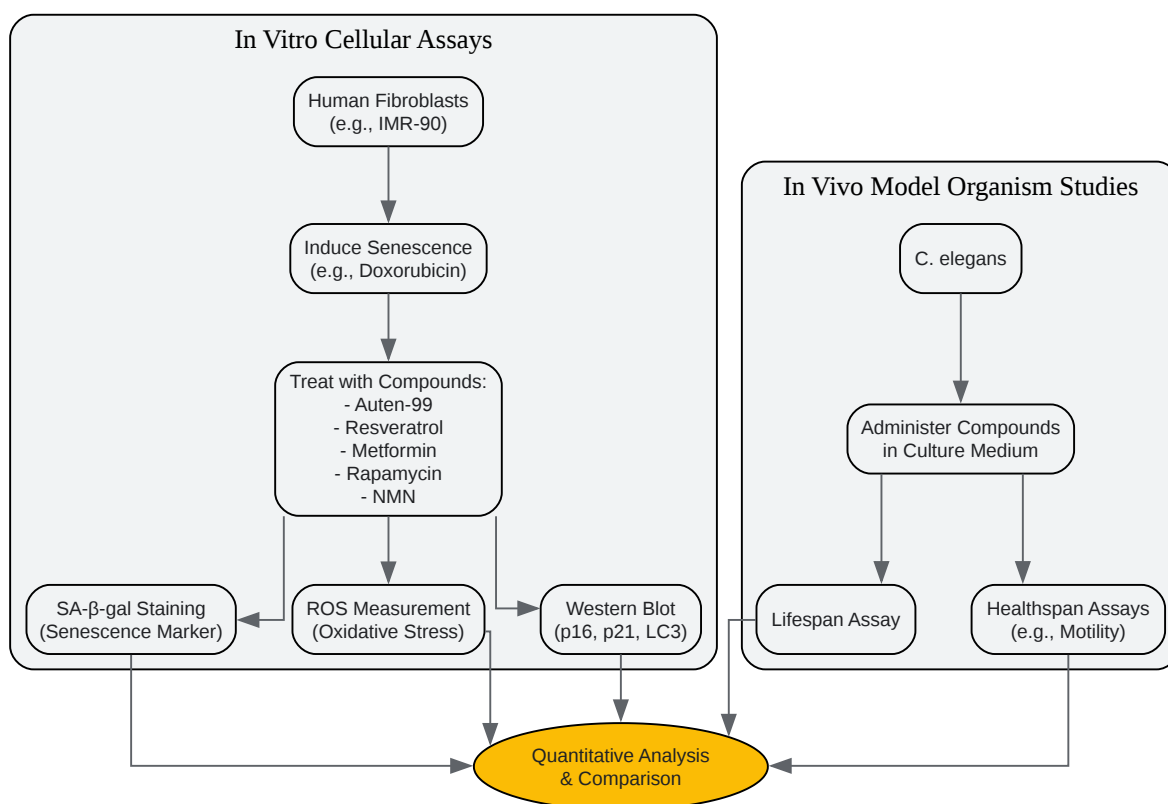 In Vitro Cellular Assays
Human Fibroblasts
(e.g., IMR-90)
Induce Senescence
(e.g., Doxorubicin)
Treat with Compounds:
- Auten-99
- Resveratrol
- Metformin
- Rapamycin
- NMN
SA-β-gal Staining
(Senescence Marker)
ROS Measurement
(Oxidative Stress)
Western Blot
(p16, p21, LC3)
In Vivo Model Organism Studies
C. elegans
Administer Compounds
in Culture Medium
Lifespan Assay
Healthspan Assays
(e.g., Motility)
Quantitative Analysis
& Comparison